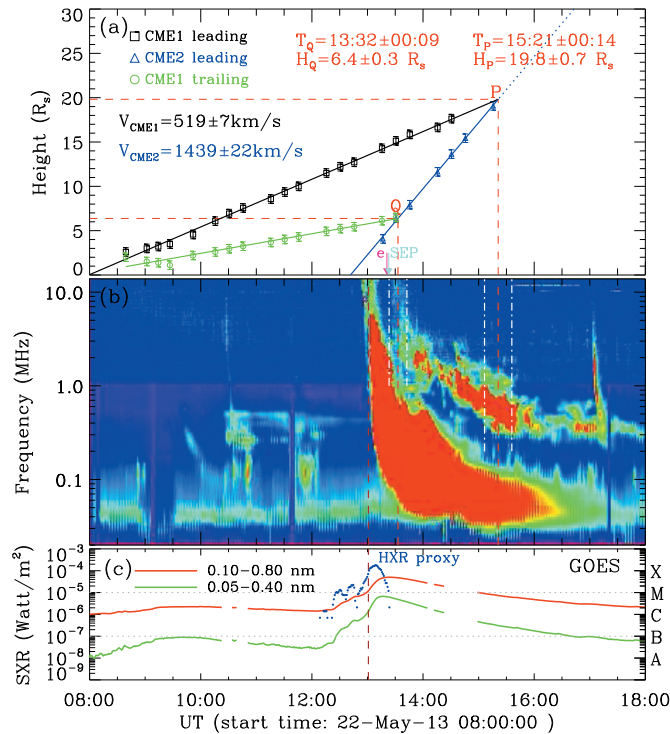 (a)
CME1 leading
CME2 leading
CME1 trailing
T_Q=13:32±00:09
H_Q=6.4±0.3 R_s
T_P=15:21±00:14
H_P=19.8±0.7 R_s
V_CME1=519±7km/s
V_CME2=1439±22km/s
P
Q
e
SEP
Height (R_s)
30
25
20
15
10
5
0
(b)
Frequency (MHz)
10.0
1.0
0.1
(c)
0.10-0.80 nm
0.05-0.40 nm
HXR proxy
GOES
SXR (Watt/m²)
10⁻³
10⁻⁴
10⁻⁵
10⁻⁶
10⁻⁷
10⁻⁸
10⁻⁹
X
M
C
B
A
08:00 10:00 12:00 14:00 16:00 18:00
UT (start time: 22-May-13 08:00:00 )